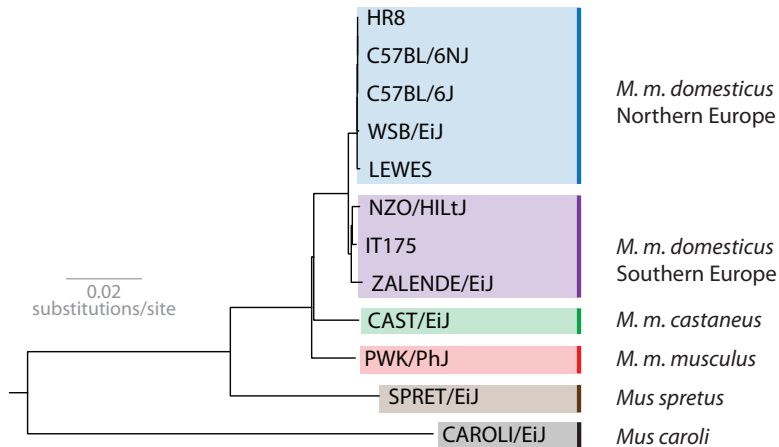 HR8
C57BL/6NJ
C57BL/6J
WSB/EiJ
LEWES
M. m. domesticus
Northern Europe
NZO/HILtJ
IT175
ZALENDE/EiJ
M. m. domesticus
Southern Europe
0.02
substitutions/site
CAST/EiJ
M. m. castaneus
PWK/PhJ
M. m. musculus
SPRET/EiJ
Mus spretus
CAROLI/EiJ
Mus caroli